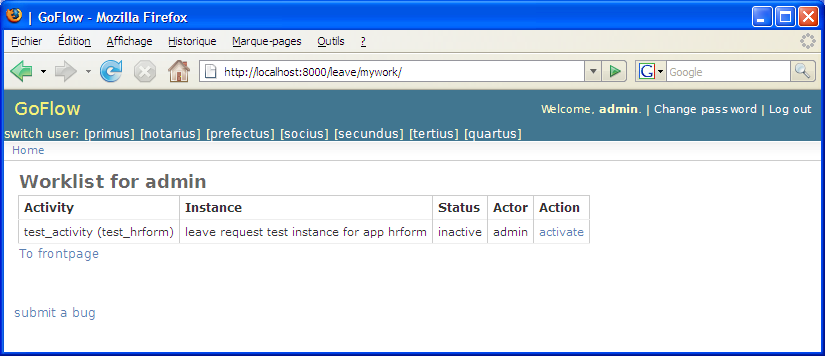 | GoFlow - Mozilla Firefox
Fichier Édition Affichage Historique Marque-pages Outils ?
http://localhost:8000/leave/mywork/ G Google
GoFlow Welcome, admin. | Change password | Log out
switch user: [primus] [notarius] [prefectus] [socius] [secundus] [tertius] [quartus]
Home
Worklist for admin
Activity Instance Status Actor Action
test_activity (test_hrform) leave request test instance for app hrform inactive admin activate
To frontpage
submit a bug